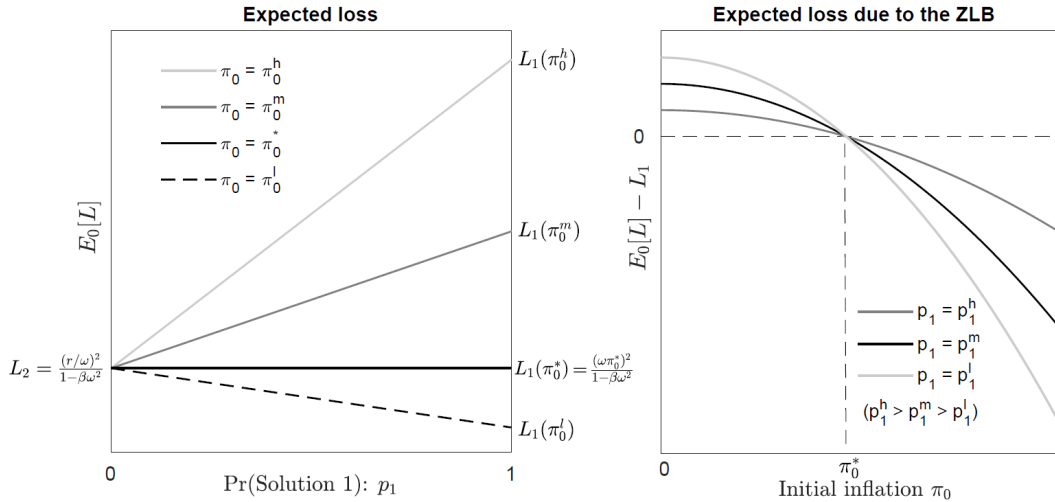 Expected loss
E₀[L]
π₀ = π₀ʰ
π₀ = π₀ᵐ
π₀ = π₀*
π₀ = π₀ˡ
L₁(π₀ʰ)
L₁(π₀ᵐ)
L₂ = (r/ω)²/(1−βω²)
L₁(π₀*) = (ωπ₀*)²/(1−βω²)
L₁(π₀ˡ)
0
1
Pr(Solution 1): p₁
Expected loss due to the ZLB
0
E₀[L] − L₁
p₁ = p₁ʰ
p₁ = p₁ᵐ
p₁ = p₁ˡ
(p₁ʰ > p₁ᵐ > p₁ˡ)
0
π₀*
Initial inflation π₀